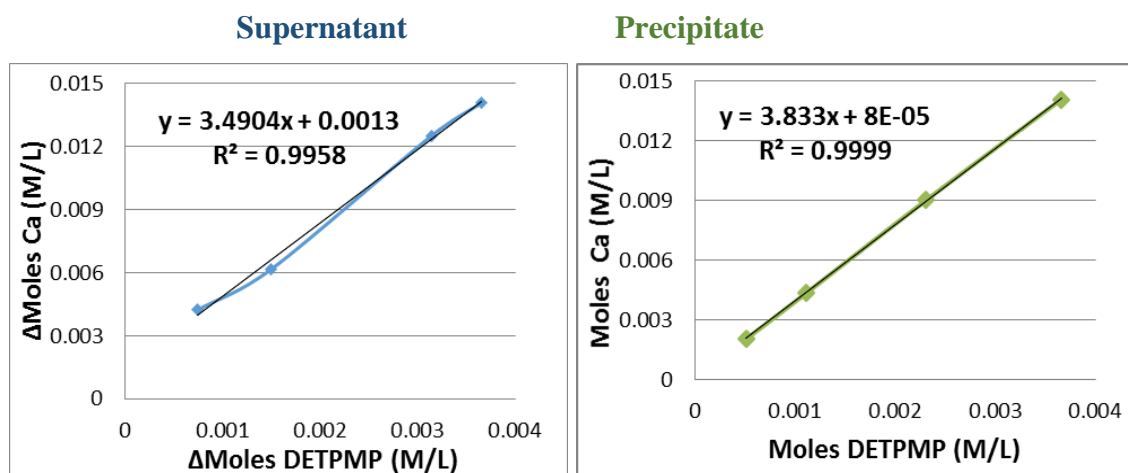 Supernatant
Precipitate
y = 3.4904x + 0.0013
R² = 0.9958
0.015
0.012
0.009
0.006
0.003
0
0
0.001
0.002
0.003
0.004
ΔMoles Ca (M/L)
ΔMoles DETPMP (M/L)
y = 3.833x + 8E-05
R² = 0.9999
0.015
0.012
0.009
0.006
0.003
0
0
0.001
0.002
0.003
0.004
Moles Ca (M/L)
Moles DETPMP (M/L)